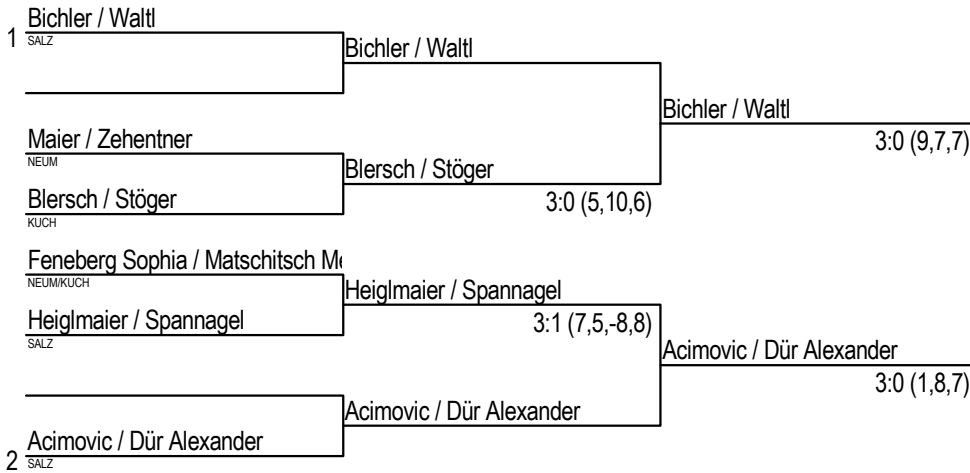 Bichler / Waltl
1 SALZ
Bichler / Waltl
Bichler / Waltl
3:0 (9,7,7)
Maier / Zehentner
NEUM
Blersch / Stöger
3:0 (5,10,6)
Blersch / Stöger
KUCH
Feneberg Sophia / Matschitsch
NEUM/KUCH
Heiglmaier / Spannagel
3:1 (7,5,-8,8)
Heiglmaier / Spannagel
SALZ
Acimovic / Dür Alexander
3:0 (1,8,7)
Acimovic / Dür Alexander
Acimovic / Dür Alexander
2 SALZ